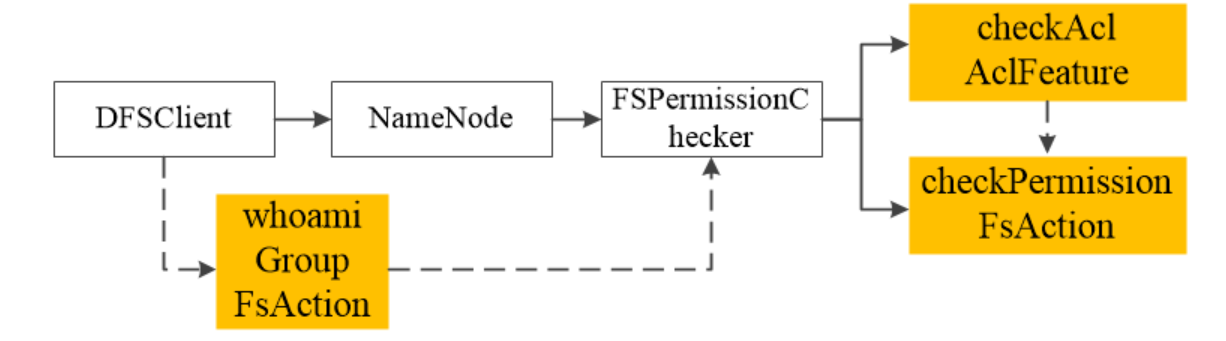 DFSClient
NameNode
FSPermissionC
hecker
checkAcl
AclFeature
checkPermission
FsAction
whoami
Group
FsAction